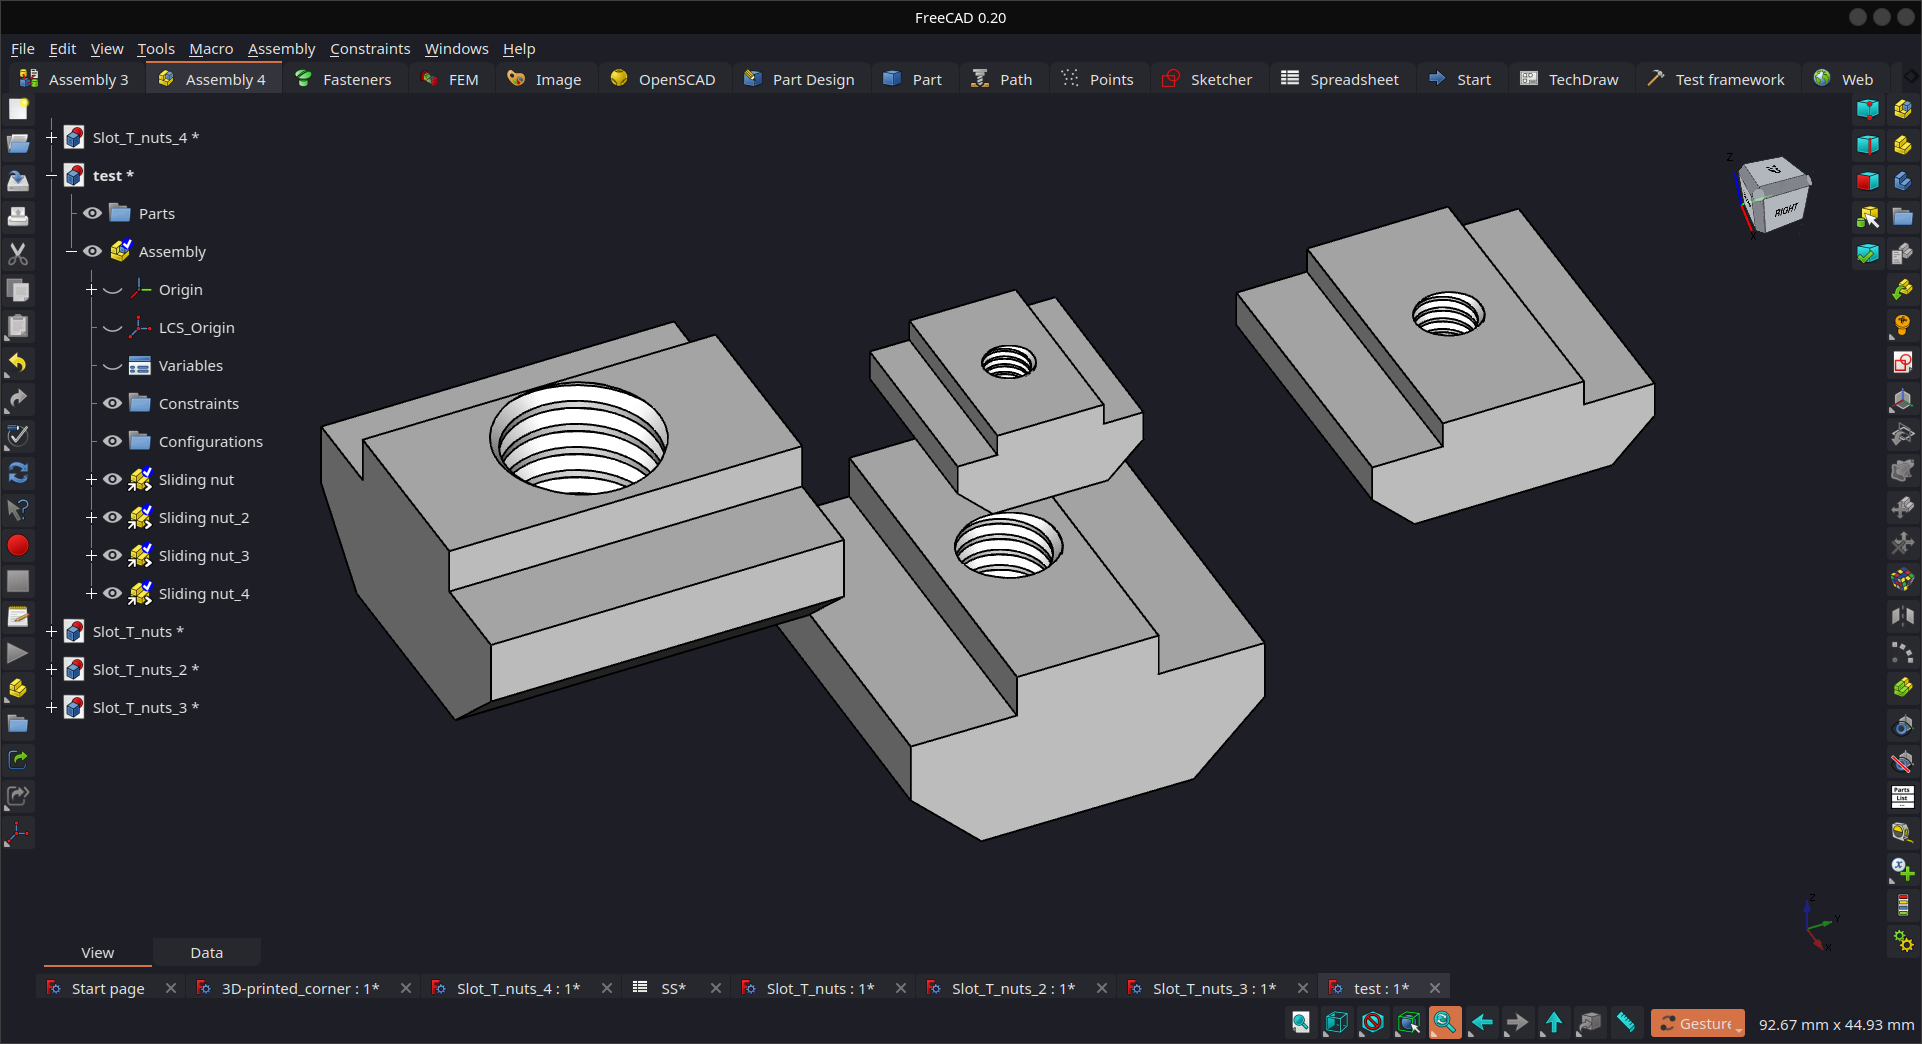 FreeCAD 0.20
File Edit View Tools Macro Assembly Constraints Windows Help
Assembly 3 Assembly 4 Fasteners FEM Image OpenSCAD Part Design Part Path Points Sketcher Spreadsheet Start TechDraw Test framework Web
Slot_T_nuts_4 *
test *
Parts
Assembly
Origin
LCS_Origin
Variables
Constraints
Configurations
Sliding nut
Sliding nut_2
Sliding nut_3
Sliding nut_4
Slot_T_nuts *
Slot_T_nuts_2 *
Slot_T_nuts_3 *
Z
RIGHT
X
Parts
List
Z
Y
X
View Data
Start page 3D-printed_corner : 1* Slot_T_nuts_4 : 1* SS* Slot_T_nuts : 1* Slot_T_nuts_2 : 1* Slot_T_nuts_3 : 1* test : 1*
Gesture 92.67 mm x 44.93 mm